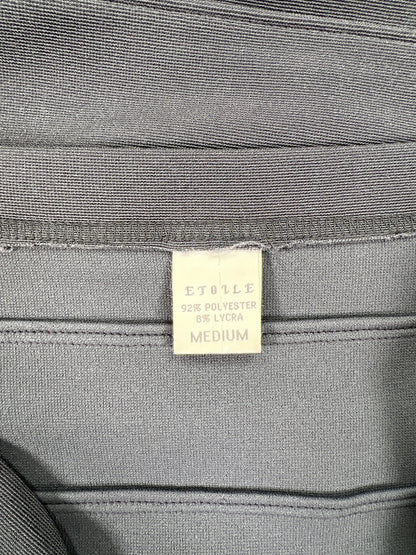 ETOILE
92% POLYESTER
8% LYCRA
MEDIUM